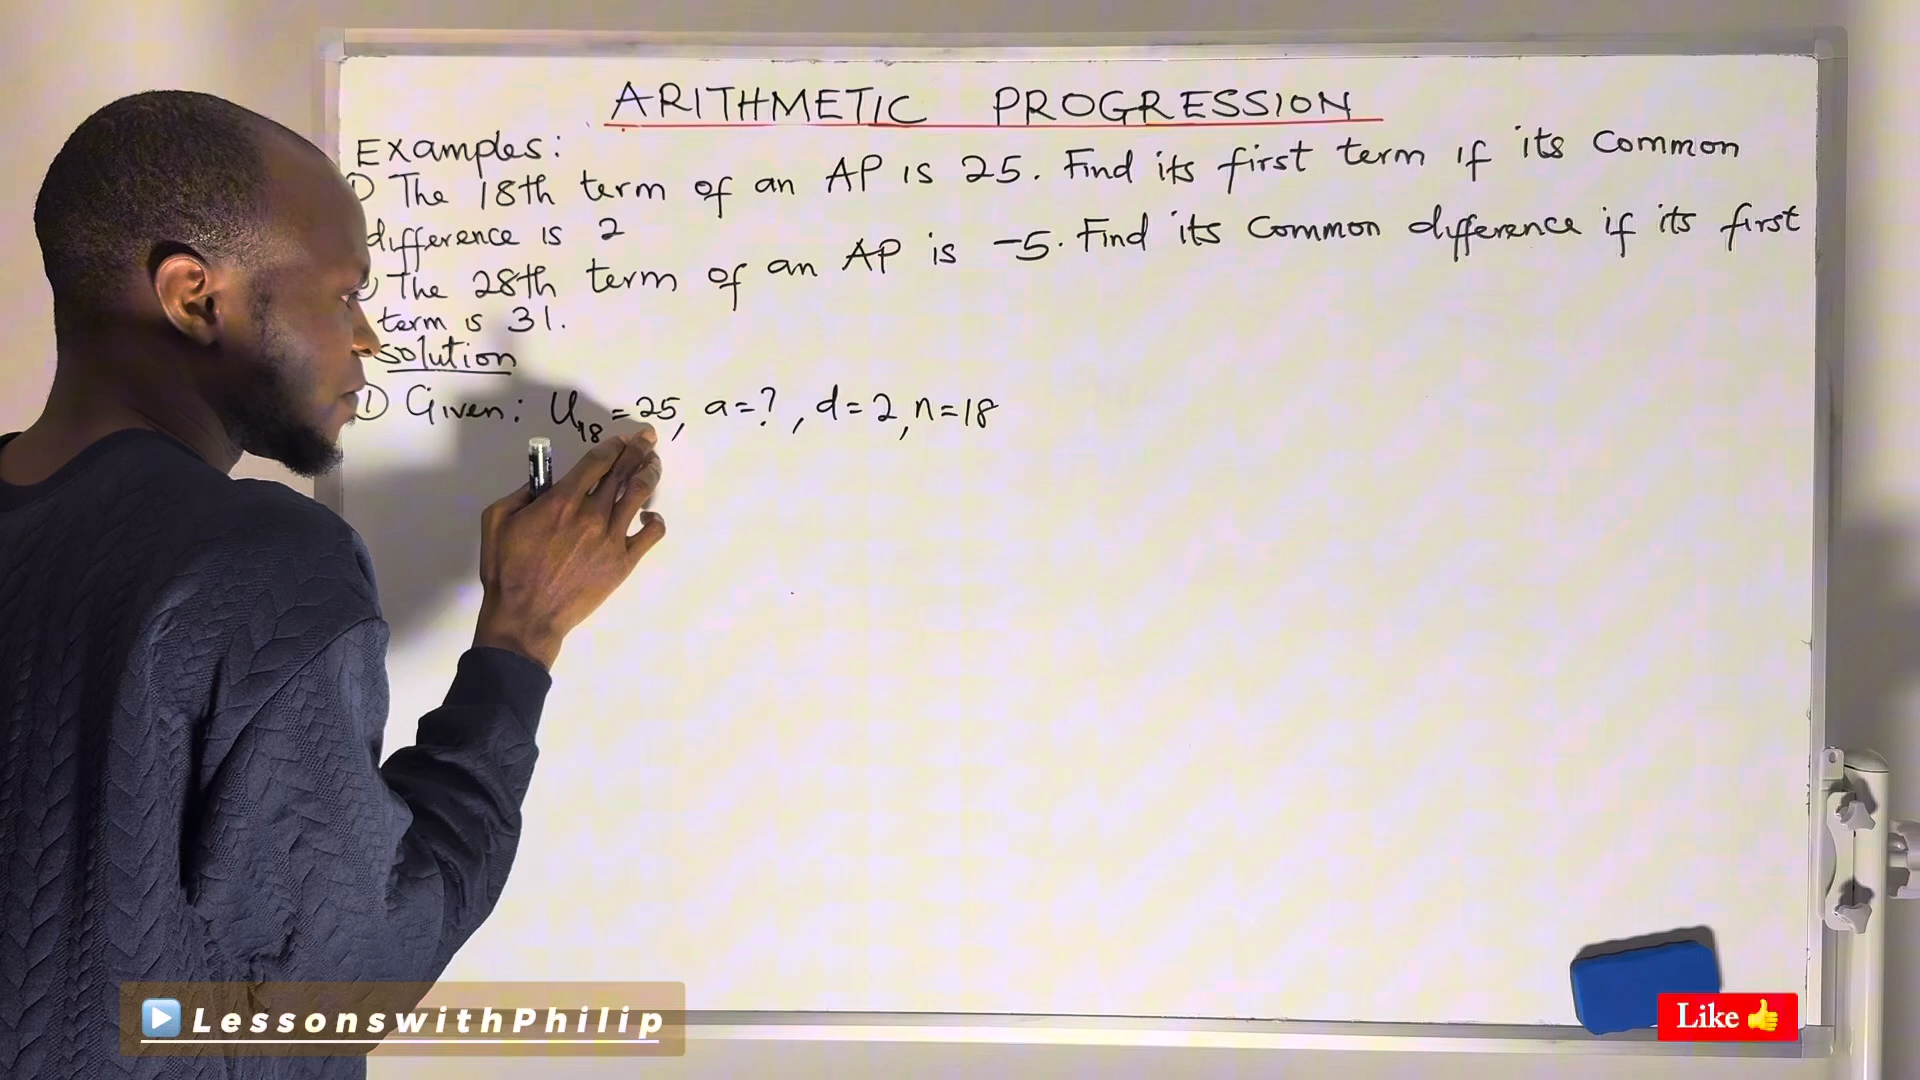 ARITHMETIC PROGRESSION
Examples:
① The 18th term of an AP is 25. Find its first term if its common
difference is 2
The 28th term of an AP is -5. Find its common difference if its first
term is 31.
solution
① Given: U₁₈ = 25, a = ? , d = 2, n = 18
LessonswithPhilip
Like 👍